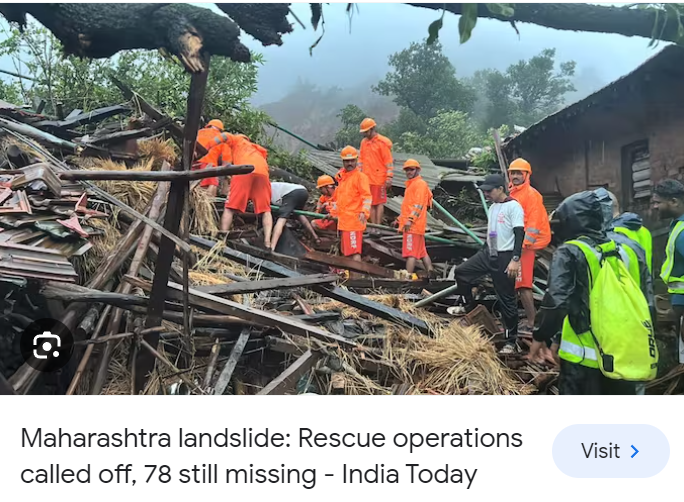 Maharashtra landslide: Rescue operations
called off, 78 still missing - India Today
Visit